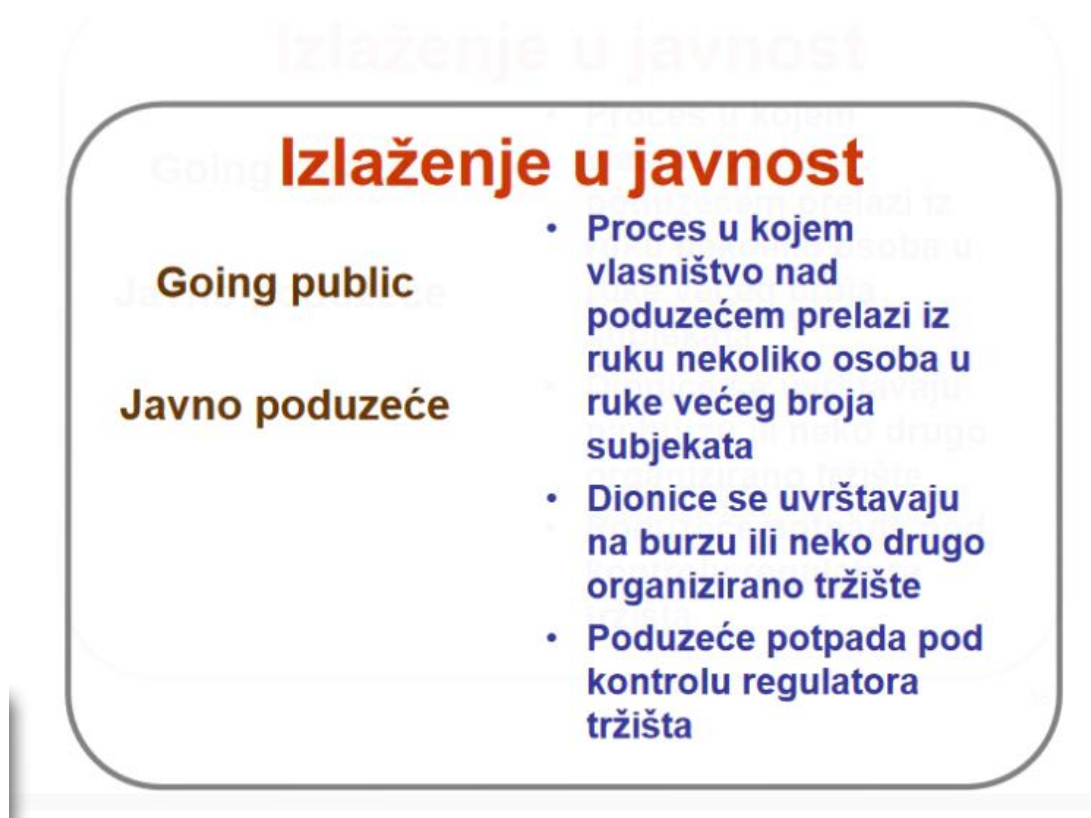 Izlaženje u javnost
Going public
Javno poduzeće
• Proces u kojem
vlasništvo nad
poduzećem prelazi iz
ruku nekoliko osoba u
ruke većeg broja
subjekata
• Dionice se uvrštavaju
na burzu ili neko drugo
organizirano tržište
• Poduzeće potpada pod
kontrolu regulatora
tržišta